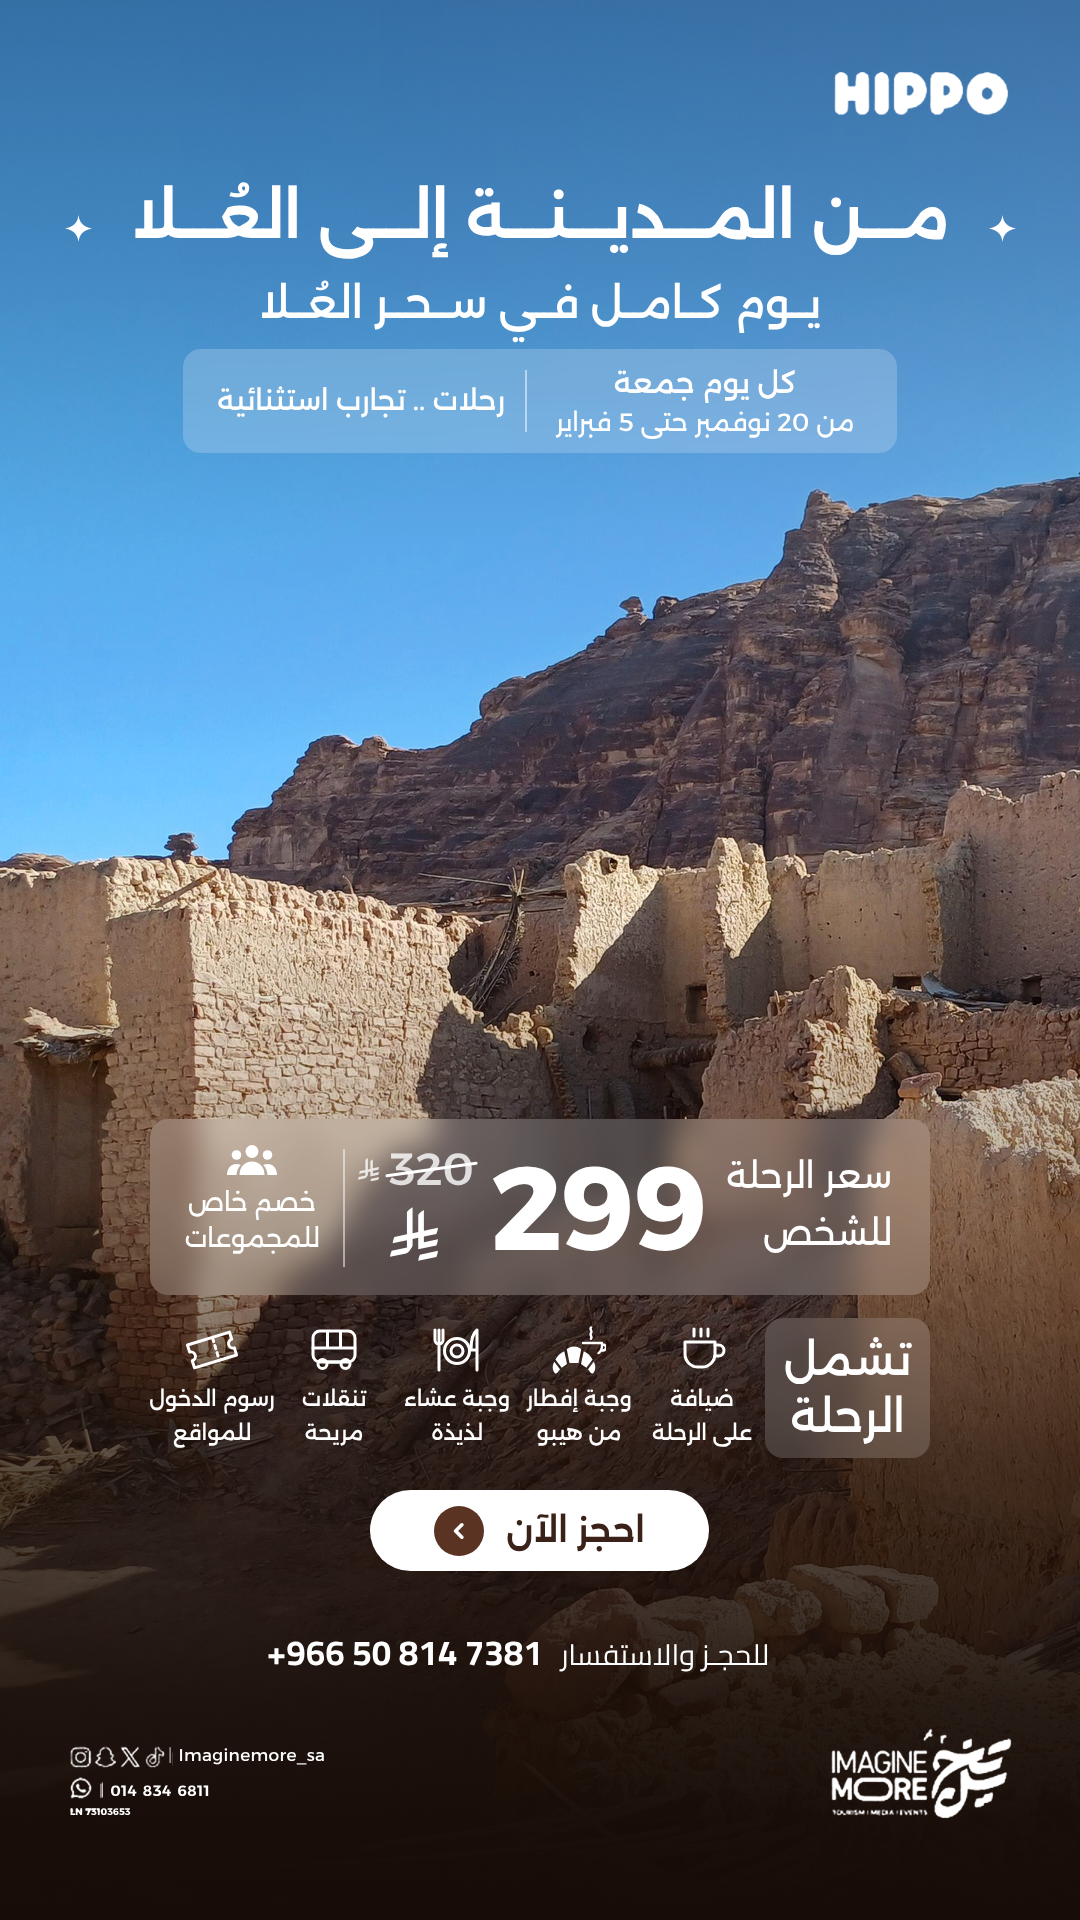 HIPPO
من المدينة إلى العُلا
يوم كامل في سحر العُلا
كل يوم جمعة
من 20 نوفمبر حتى 5 فبراير
رحلات .. تجارب استثنائية
سعر الرحلة
للشخص
299
320
خصم خاص
للمجموعات
تشمل
الرحلة
ضيافة
على الرحلة
وجبة إفطار
من هيبو
وجبة عشاء
لذيذة
تنقلات
مريحة
رسوم الدخول
للمواقع
احجز الآن
للحجز والاستفسار +966 50 814 7381
| Imaginemore_sa
| 014 834 6811
LN 73103653
IMAGINE
MORE
TOURISM | MEDIA | EVENTS